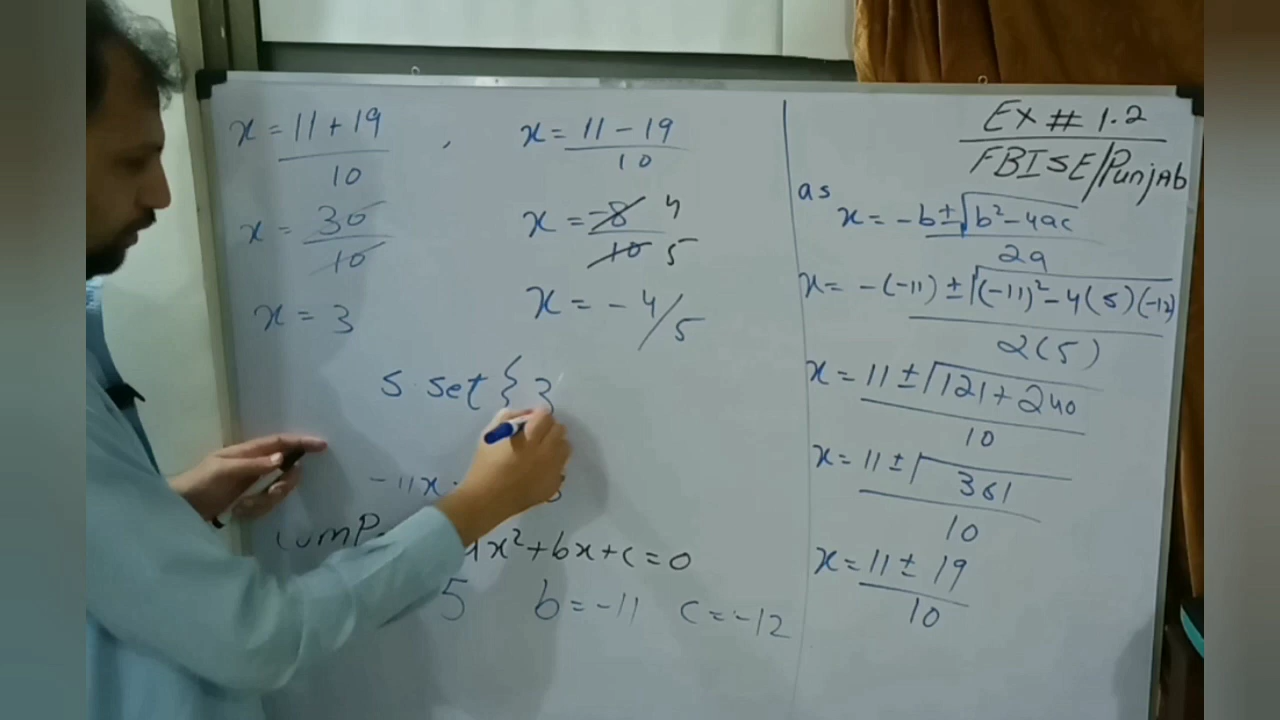 x = 11 + 19 / 10 , x = 11 - 19 / 10
x = 30 / 10 x = -8 / 10 4 5
x = 3 x = - 4/5
S. set { 3
-11x
ComP
x² + bx + c = 0
5 b = -11 c = -12
EX # 1.2
FBISE/Punjab
as
x = -b ± √b² - 4ac / 2a
x = -(-11) ± √(-11)² - 4(5)(-12) / 2(5)
x = 11 ± √121 + 240 / 10
x = 11 ± √361 / 10
x = 11 ± 19 / 10